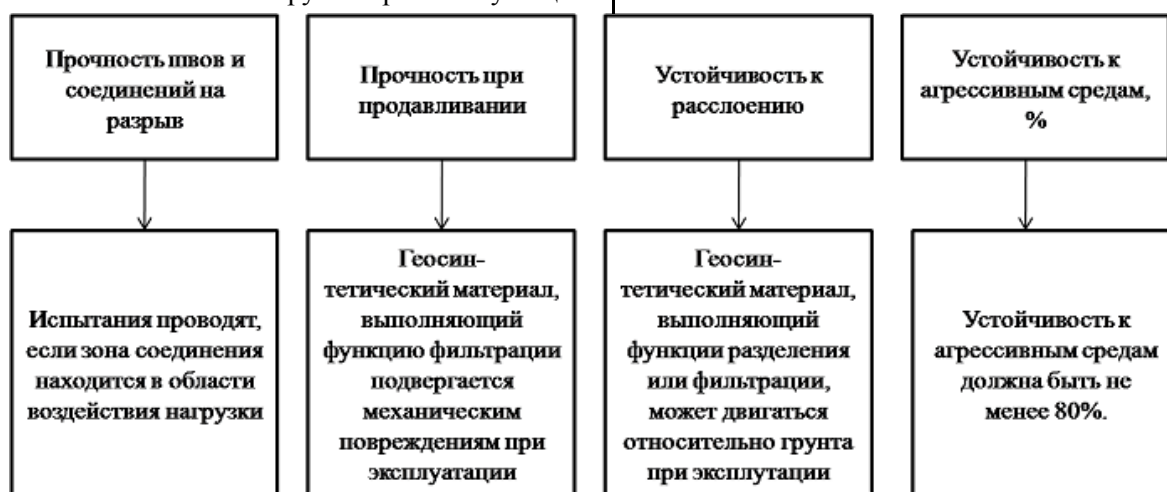 Прочность швов и
соединений на
разрыв
Прочность при
продавливании
Устойчивость к
расслоению
Устойчивость к
агрессивным средам,
%
Испытания проводят,
если зона соединения
находится в области
воздействия нагрузки
Геосин-
тетический материал,
выполняющий
функцию фильтрации
подвергается
механическим
повреждениям при
эксплуатации
Геосин-
тетический материал,
выполняющий
функции разделения
или фильтрации,
может двигаться
относительно грунта
при эксплутации
Устойчивость к
агрессивным средам
должна быть не
менее 80%.